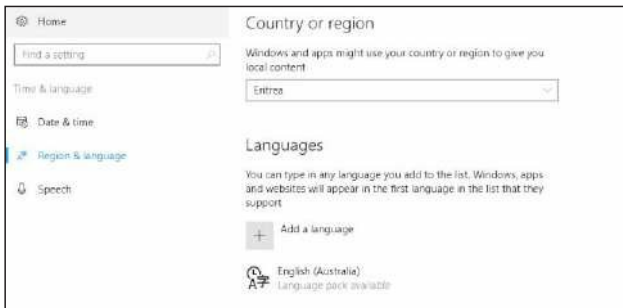 Home
Find a setting
Time & language
Date & time
Region & language
Speech
Country or region
Windows and apps might use your country or region to give you
local content
Eritrea
Languages
You can type in any language you add to the list. Windows, apps
and websites will appear in the first language in the list that they
support
Add a language
A字
English (Australia)
Language pack available